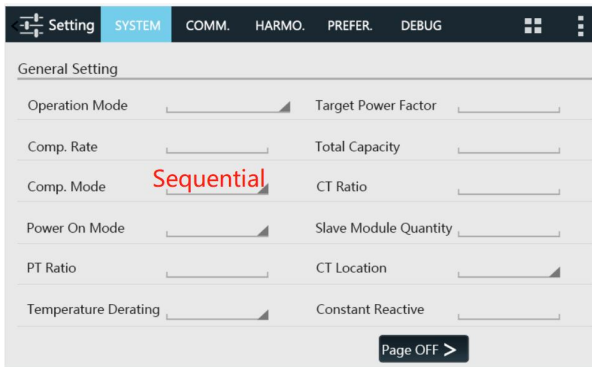 Setting SYSTEM COMM. HARMO. PREFER. DEBUG
General Setting
Operation Mode Target Power Factor
Comp. Rate Total Capacity
Comp. Mode Sequential CT Ratio
Power On Mode Slave Module Quantity
PT Ratio CT Location
Temperature Derating Constant Reactive
Page OFF >